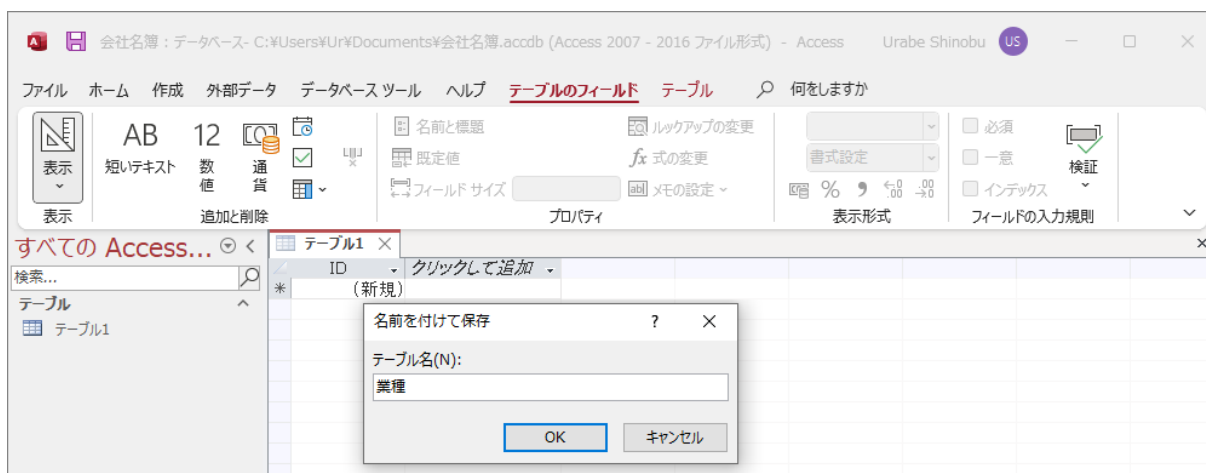 会社名簿 : データベース- C:¥Users¥Ur¥Documents¥会社名簿.accdb (Access 2007 - 2016 ファイル形式) - Access Urabe Shinobu US
ファイル ホーム 作成 外部データ データベース ツール ヘルプ テーブルのフィールド テーブル 何をしますか
表示
AB 短いテキスト
12 数値
通貨
名前と標題
既定値
フィールド サイズ
ルックアップの変更
fx 式の変更
ab メモの設定
書式設定
% , .00
必須
一意
インデックス
検証
表示 追加と削除 プロパティ 表示形式 フィールドの入力規則
すべての Access...
検索...
テーブル
テーブル1
テーブル1
ID クリックして追加
(新規)
名前を付けて保存 ?
テーブル名(N):
業種
OK キャンセル